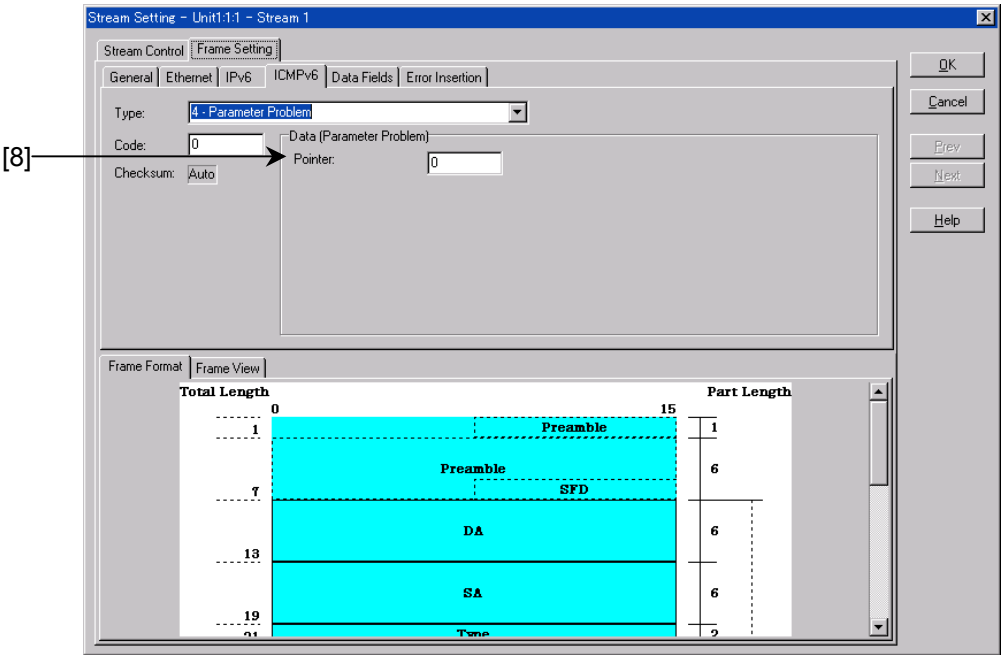 Stream Setting - Unit1:1:1 - Stream 1
Stream Control Frame Setting
General Ethernet IPv6 ICMPv6 Data Fields Error Insertion
OK
Cancel
Prev
Next
Help
Type: 4 - Parameter Problem
Code: 0
Checksum: Auto
Data (Parameter Problem)
[8]
Pointer: 0
Frame Format Frame View
Total Length Part Length
0 15
1 Preamble 1
Preamble 6
7 SFD
DA 6
13
SA 6
19
21 Type 2